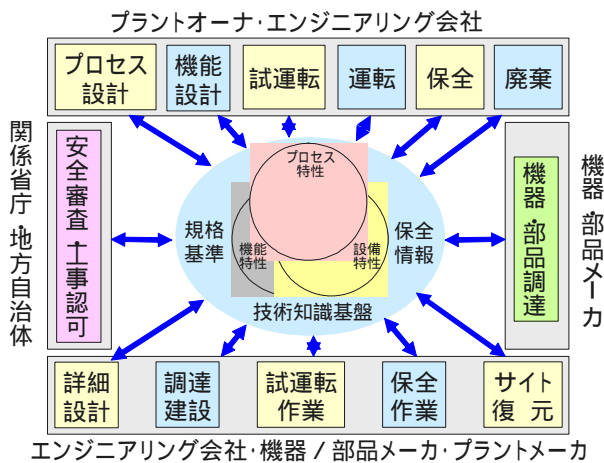 プラントオーナ・エンジニアリング会社
プロセス
設計
機能
設計
試運転
運転
保全
廃棄
関係省庁・地方自治体
安全審査・工事認可
プロセス
特性
規格
基準
機能
特性
設備
特性
保全
情報
技術知識基盤
機器・部品調達
機器 部品メーカ
詳細
設計
調達
建設
試運転
作業
保全
作業
サイト
復 元
エンジニアリング会社・機器 / 部品メーカ・プラントメーカ